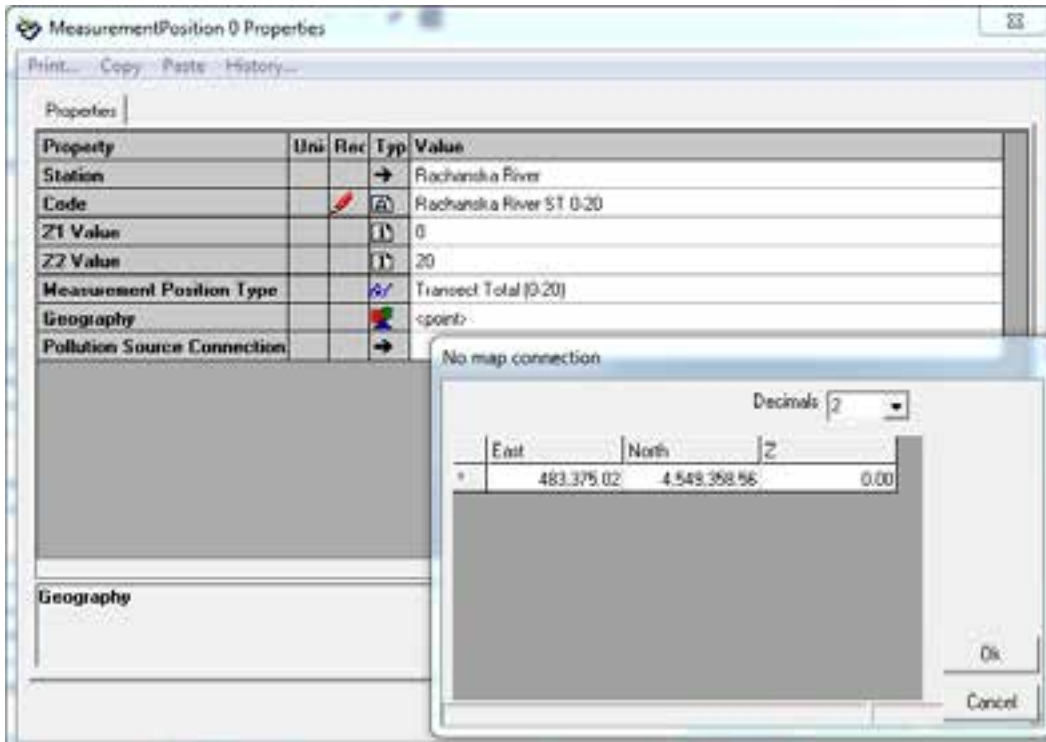 MeasurementPosition 0 Properties
Print... Copy Paste History...
Properties
Property Uni Rec Typ Value
Station Rachanska River
Code Rachanska River ST 0-20
Z1 Value 0
Z2 Value 20
Measurement Position Type Transect Total (0-20)
Geography <point>
Pollution Source Connection
No map connection
Decimals 2
East North Z
* 483.375.02 4.549.358.56 0.00
Geography
Ok
Cancel